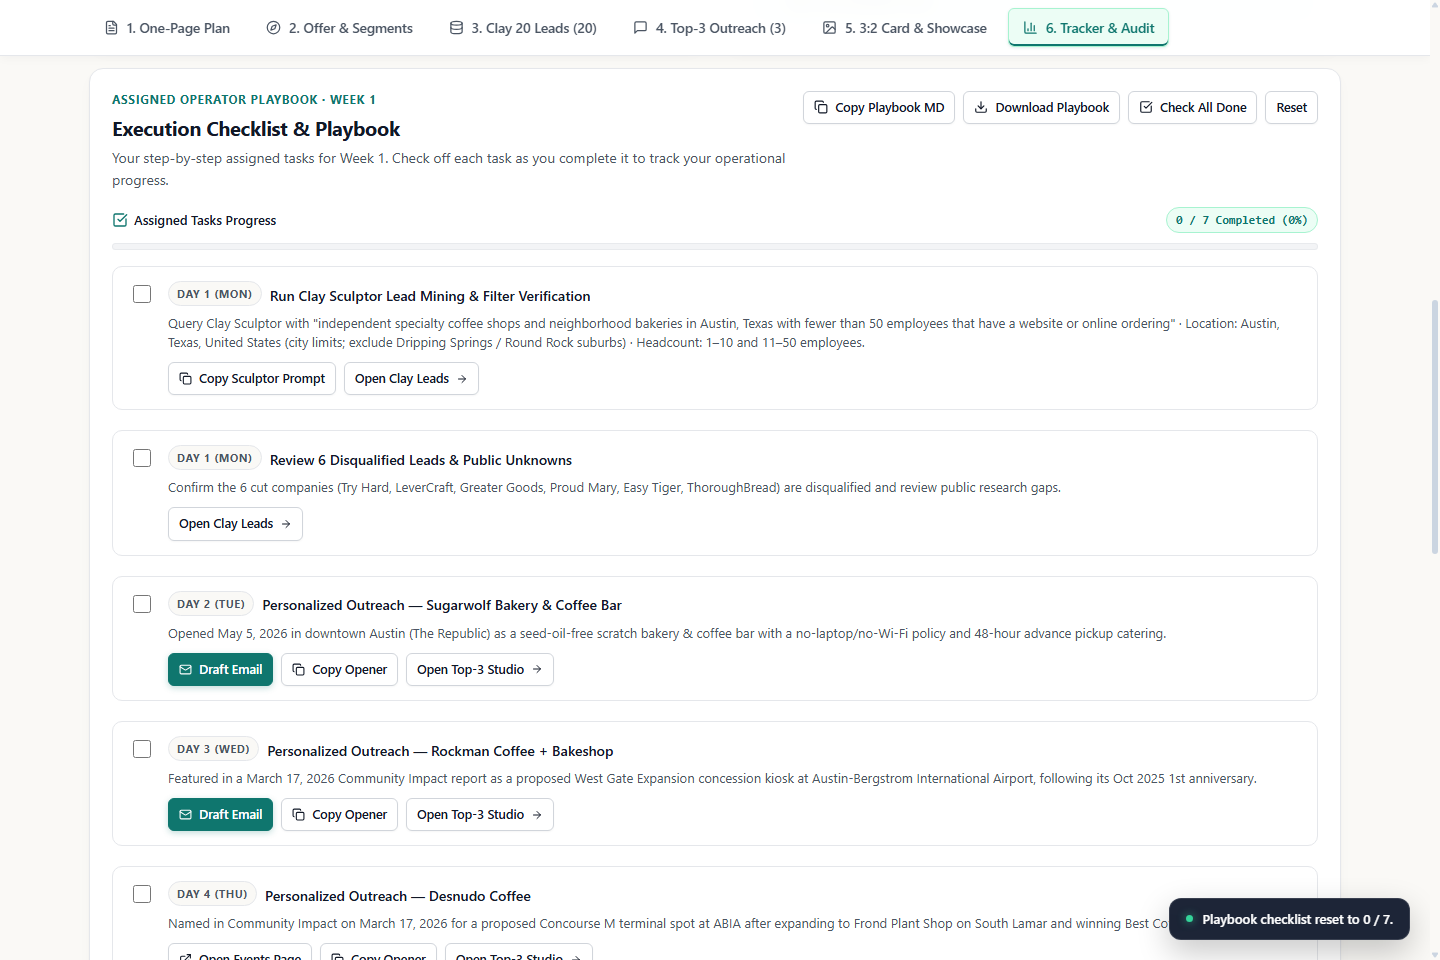 1. One-Page Plan
2. Offer & Segments
3. Clay 20 Leads (20)
4. Top-3 Outreach (3)
5. 3:2 Card & Showcase
6. Tracker & Audit
ASSIGNED OPERATOR PLAYBOOK · WEEK 1
Execution Checklist & Playbook
Your step-by-step assigned tasks for Week 1. Check off each task as you complete it to track your operational
progress.
Copy Playbook MD
Download Playbook
Check All Done
Reset
Assigned Tasks Progress
0 / 7 Completed (0%)
DAY 1 (MON) Run Clay Sculptor Lead Mining & Filter Verification
Query Clay Sculptor with "independent specialty coffee shops and neighborhood bakeries in Austin, Texas with fewer than 50 employees that have a website or online ordering" · Location: Austin,
Texas, United States (city limits; exclude Dripping Springs / Round Rock suburbs) · Headcount: 1–10 and 11–50 employees.
Copy Sculptor Prompt
Open Clay Leads →
DAY 1 (MON) Review 6 Disqualified Leads & Public Unknowns
Confirm the 6 cut companies (Try Hard, LeverCraft, Greater Goods, Proud Mary, Easy Tiger, ThoroughBread) are disqualified and review public research gaps.
Open Clay Leads →
DAY 2 (TUE) Personalized Outreach — Sugarwolf Bakery & Coffee Bar
Opened May 5, 2026 in downtown Austin (The Republic) as a seed-oil-free scratch bakery & coffee bar with a no-laptop/no-Wi-Fi policy and 48-hour advance pickup catering.
Draft Email
Copy Opener
Open Top-3 Studio →
DAY 3 (WED) Personalized Outreach — Rockman Coffee + Bakeshop
Featured in a March 17, 2026 Community Impact report as a proposed West Gate Expansion concession kiosk at Austin-Bergstrom International Airport, following its Oct 2025 1st anniversary.
Draft Email
Copy Opener
Open Top-3 Studio →
DAY 4 (THU) Personalized Outreach — Desnudo Coffee
Named in Community Impact on March 17, 2026 for a proposed Concourse M terminal spot at ABIA after expanding to Frond Plant Shop on South Lamar and winning Best Co
Open Events Page
Copy Opener
Open Top-3 Studio →
Playbook checklist reset to 0 / 7.